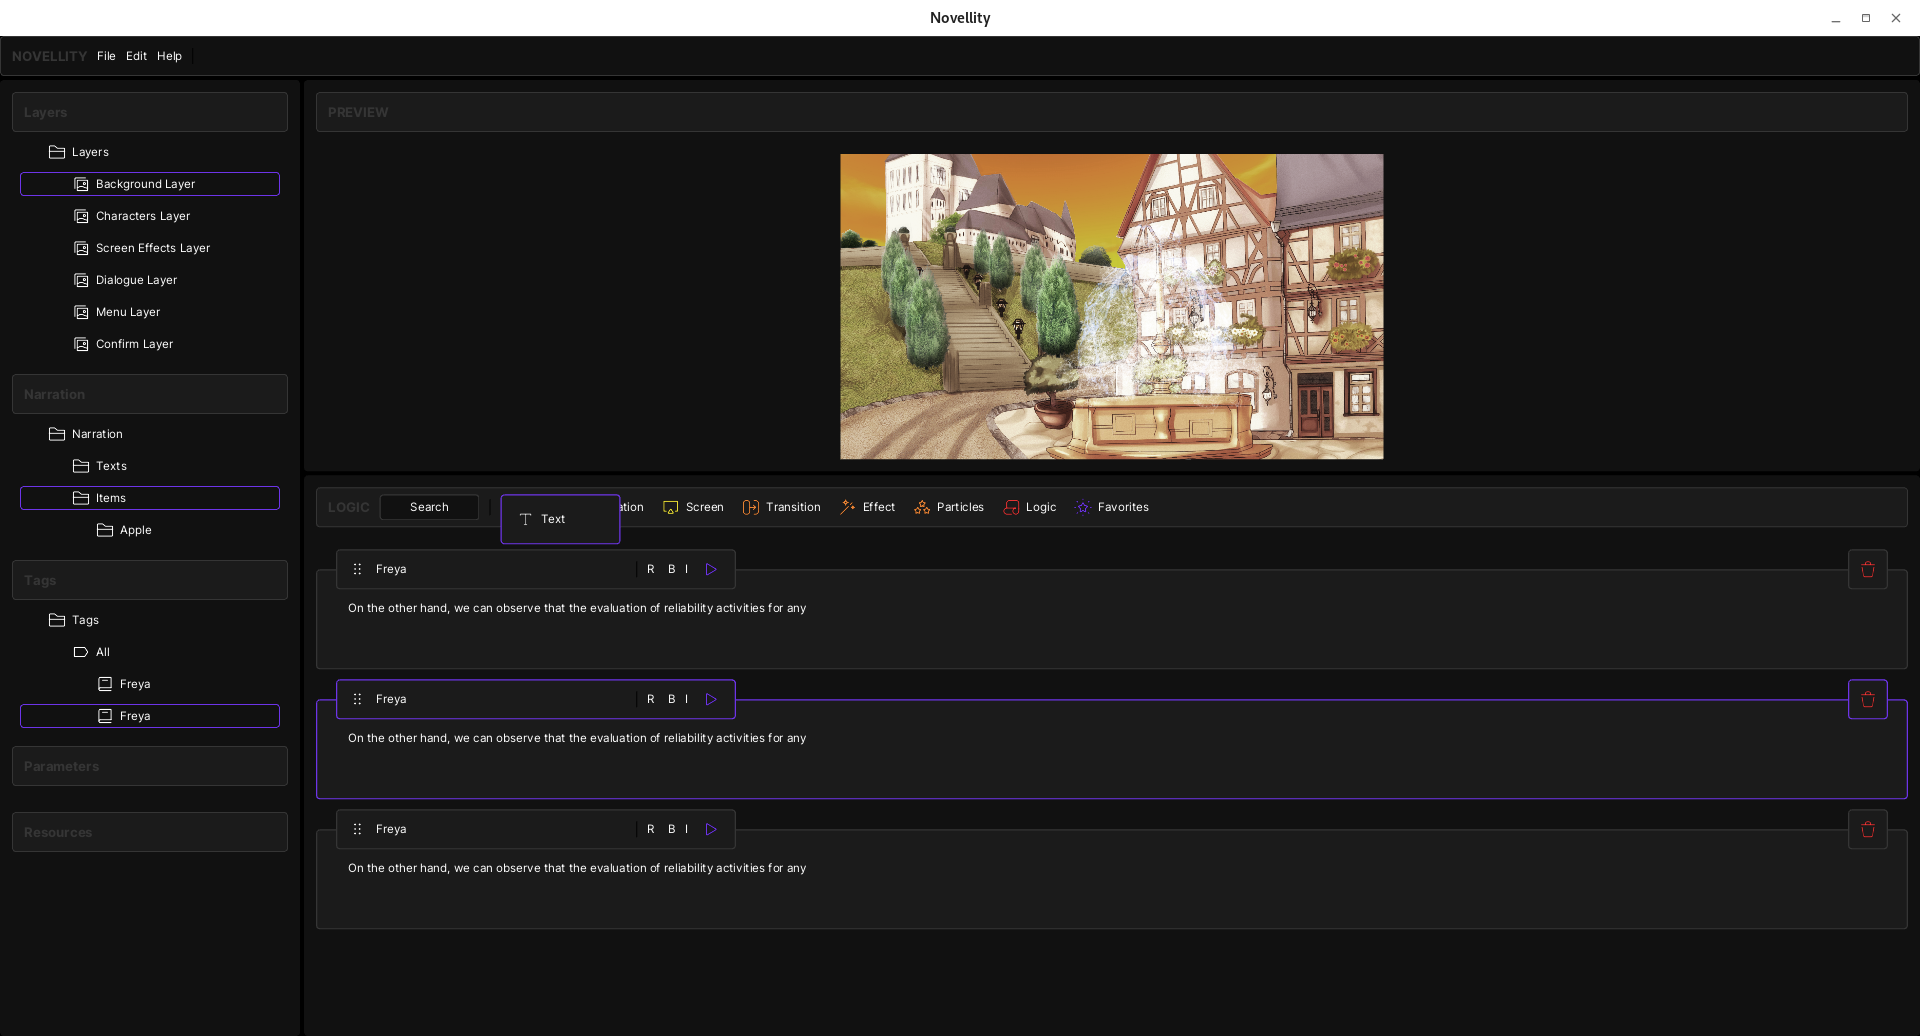 Novellity
NOVELLITY File Edit Help
Layers
Layers
Background Layer
Characters Layer
Screen Effects Layer
Dialogue Layer
Menu Layer
Confirm Layer
Narration
Narration
Texts
Items
Apple
Tags
Tags
All
Freya
Freya
Parameters
Resources
PREVIEW
LOGIC Search Text Screen Transition Effect Particles Logic Favorites
Freya R B I
On the other hand, we can observe that the evaluation of reliability activities for any
Freya R B I
On the other hand, we can observe that the evaluation of reliability activities for any
Freya R B I
On the other hand, we can observe that the evaluation of reliability activities for any